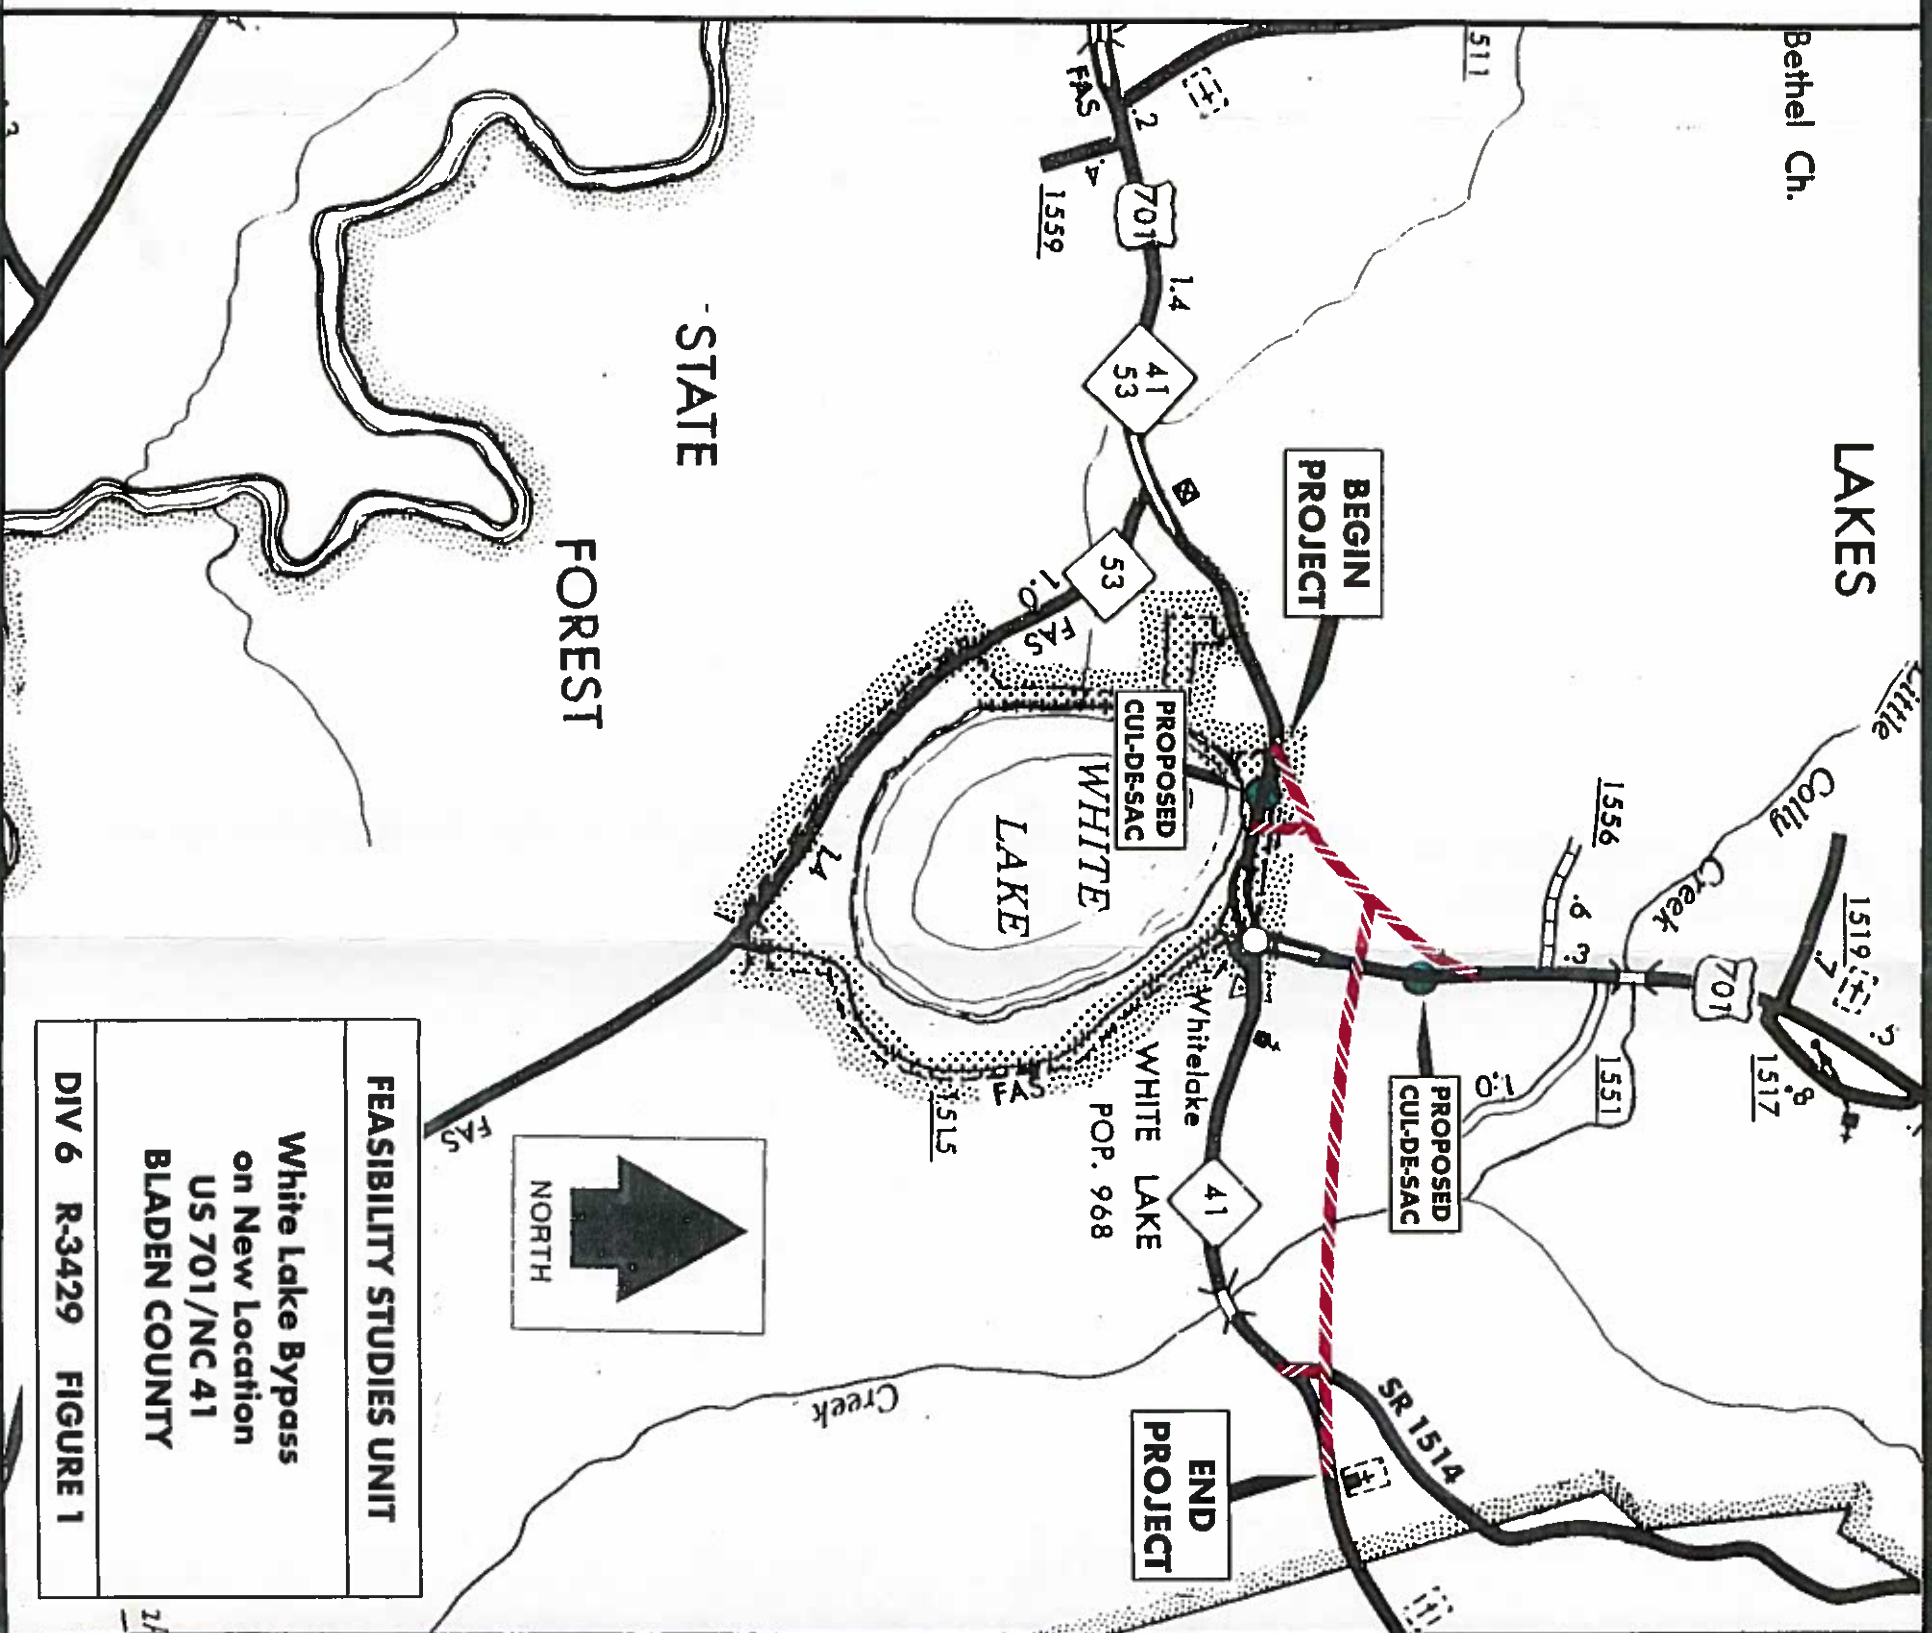 Bethel Ch.
LAKES
511
FAS
.2
.4
1559
701
1.4
41
53
BEGIN
PROJECT
53
1.0
FAS
STATE
FOREST
Little
Colly
Creek
1556
.6
.3
1519
.7
701
1517
.8
1551
1.0
PROPOSED
CUL-DE-SAC
PROPOSED
CUL-DE-SAC
WHITE
LAKE
Whitelake
WHITE LAKE
POP. 968
FAS
1515
41
SR 1514
END
PROJECT
Creek
FAS
NORTH
FEASIBILITY STUDIES UNIT
White Lake Bypass
on New Location
US 701/NC 41
BLADEN COUNTY
DIV 6 R-3429 FIGURE 1